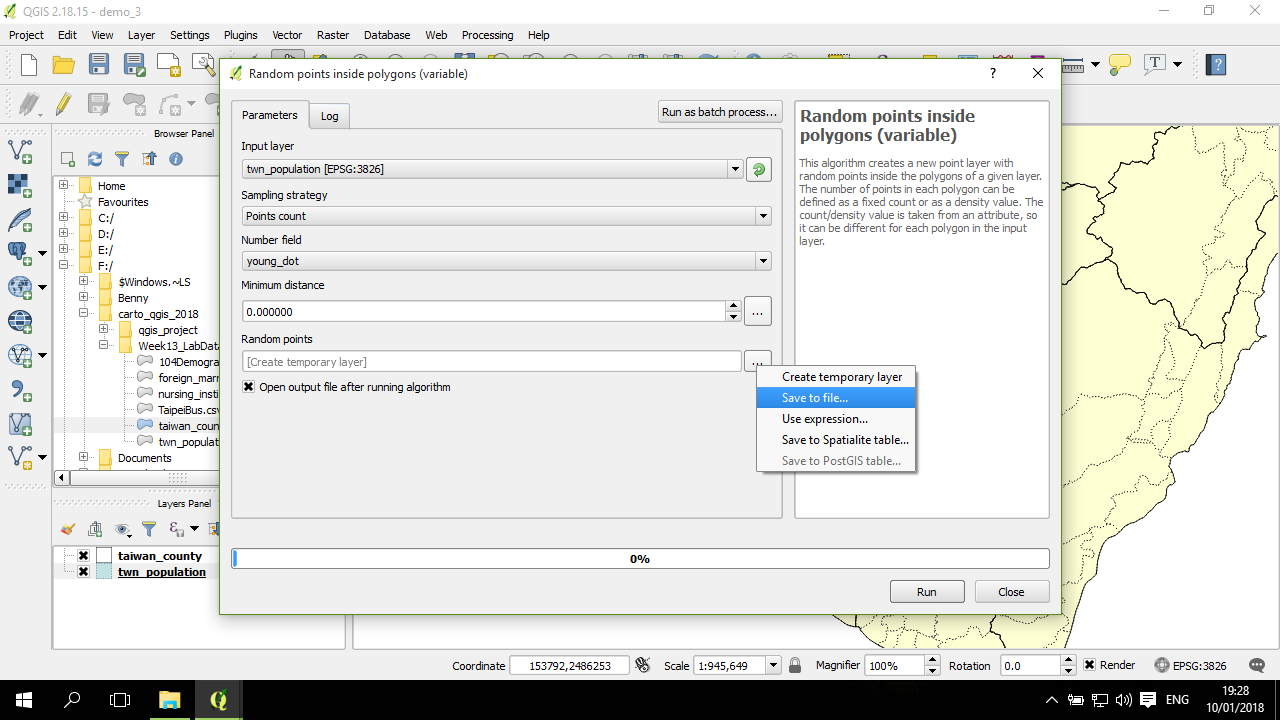 QGIS 2.18.15 - demo_3
Project Edit View Layer Settings Plugins Vector Raster Database Web Processing Help
Browser Panel
Home
Favourites
C:/
D:/
E:/
F:/
$Windows.~LS
Benny
carto_qgis_2018
qgis_project
Week13_LabData
104Demogra
foreign_marr
nursing_insti
TaipeiBus.csv
taiwan_coun
twn_populati
Documents
Layers Panel
taiwan_county
twn_population
Random points inside polygons (variable)
?
Parameters
Log
Run as batch process...
Input layer
twn_population [EPSG:3826]
Sampling strategy
Points count
Number field
young_dot
Minimum distance
0.000000
...
Random points
[Create temporary layer]
...
Open output file after running algorithm
Create temporary layer
Save to file...
Use expression...
Save to Spatialite table...
Save to PostGIS table...
Random points inside
polygons (variable)
This algorithm creates a new point layer with
random points inside the polygons of a given layer.
The number of points in each polygon can be
defined as a fixed count or as a density value. The
count/density value is taken from an attribute, so
it can be different for each polygon in the input
layer.
0%
Run
Close
Coordinate 153792,2486253 Scale 1:945,649 Magnifier 100% Rotation 0.0 Render EPSG:3826
ENG
19:28
10/01/2018